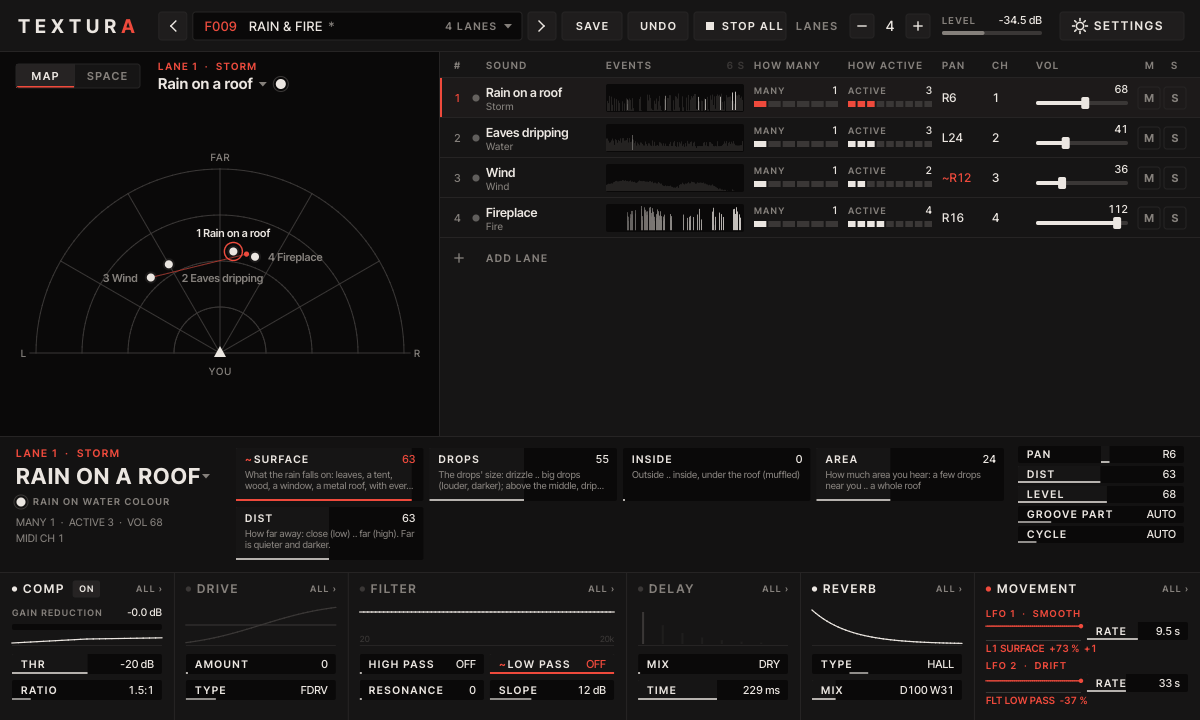 TEXTURA
F009 RAIN & FIRE * 4 LANES
SAVE
UNDO
STOP ALL
LANES
4
LEVEL -34.5 dB
SETTINGS
MAP
SPACE
LANE 1 · STORM
Rain on a roof
FAR
1 Rain on a roof
4 Fireplace
3 Wind
2 Eaves dripping
L
R
YOU
# SOUND EVENTS 6 S HOW MANY HOW ACTIVE PAN CH VOL M S
1 Rain on a roof MANY 1 ACTIVE 3 R6 1 68 M S
Storm
2 Eaves dripping MANY 1 ACTIVE 3 L24 2 41 M S
Water
3 Wind MANY 1 ACTIVE 2 ~R12 3 36 M S
Wind
4 Fireplace MANY 1 ACTIVE 4 R16 4 112 M S
Fire
+ ADD LANE
LANE 1 · STORM
RAIN ON A ROOF
RAIN ON WATER COLOUR
MANY 1 · ACTIVE 3 · VOL 68
MIDI CH 1
~SURFACE 63
What the rain falls on: leaves, a tent,
wood, a window, a metal roof, with ever...
DROPS 55
The drops' size: drizzle .. big drops
(louder, darker); above the middle, drip...
INSIDE 0
Outside .. inside, under the roof (muffled)
AREA 24
How much area you hear: a few drops
near you .. a whole roof
DIST 63
How far away: close (low) .. far (high). Far
is quieter and darker.
PAN R6
DIST 63
LEVEL 68
GROOVE PART AUTO
CYCLE AUTO
COMP ON ALL ›
GAIN REDUCTION -0.0 dB
THR -20 dB
RATIO 1.5:1
DRIVE ALL ›
AMOUNT 0
TYPE FDRV
FILTER ALL ›
20 20k
HIGH PASS OFF
~LOW PASS OFF
RESONANCE 0
SLOPE 12 dB
DELAY ALL ›
MIX DRY
TIME 229 ms
REVERB ALL ›
TYPE HALL
MIX D100 W31
MOVEMENT ALL ›
LFO 1 · SMOOTH
RATE 9.5 s
L1 SURFACE +73 % +1
LFO 2 · DRIFT
RATE 33 s
FLT LOW PASS -37 %